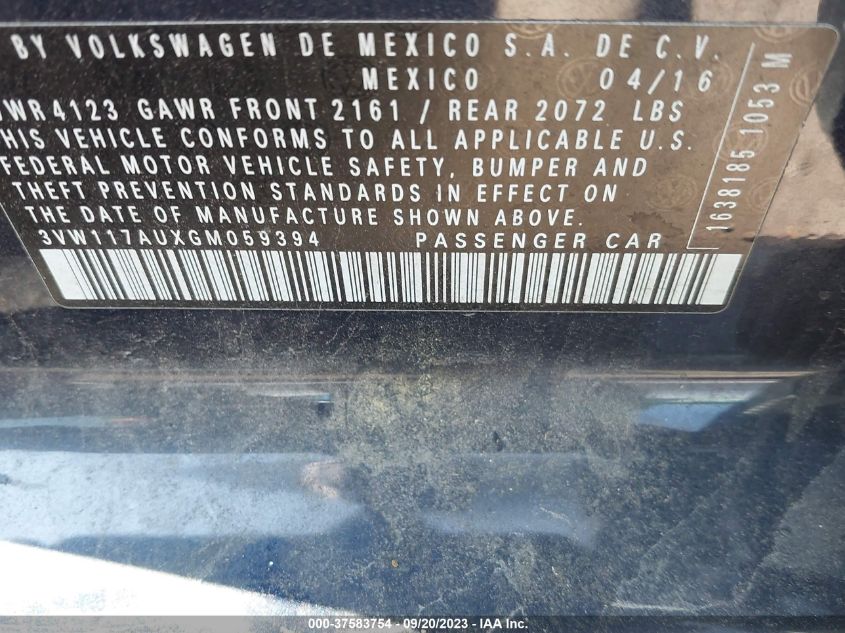 BY VOLKSWAGEN DE MEXICO S.A. DE C.V.
MEXICO 04/16
WR4123 GAWR FRONT 2161 / REAR 2072 LBS
HIS VEHICLE CONFORMS TO ALL APPLICABLE U.S.
FEDERAL MOTOR VEHICLE SAFETY, BUMPER AND
THEFT PREVENTION STANDARDS IN EFFECT ON
THE DATE OF MANUFACTURE SHOWN ABOVE.
3VW117AUXGM059394 PASSENGER CAR
1638185 1053 M
000-37583754 - 09/20/2023 - IAA Inc.